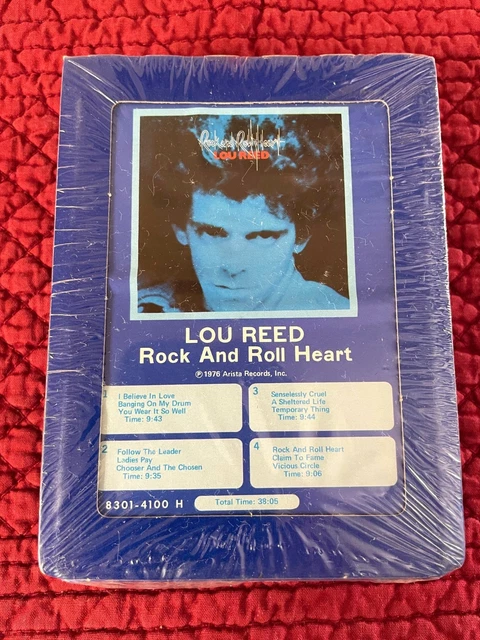 Rock and Roll Heart
LOU REED
LOU REED
Rock And Roll Heart
℗ 1976 Arista Records, Inc.
1
I Believe In Love
Banging On My Drum
You Wear It So Well
Time: 9:43
3
Senselessly Cruel
A Sheltered Life
Temporary Thing
Time: 9:44
2
Follow The Leader
Ladies Pay
Chooser And The Chosen
Time: 9:35
4
Rock And Roll Heart
Claim To Fame
Vicious Circle
Time: 9:06
8301-4100 H
Total Time: 38:05